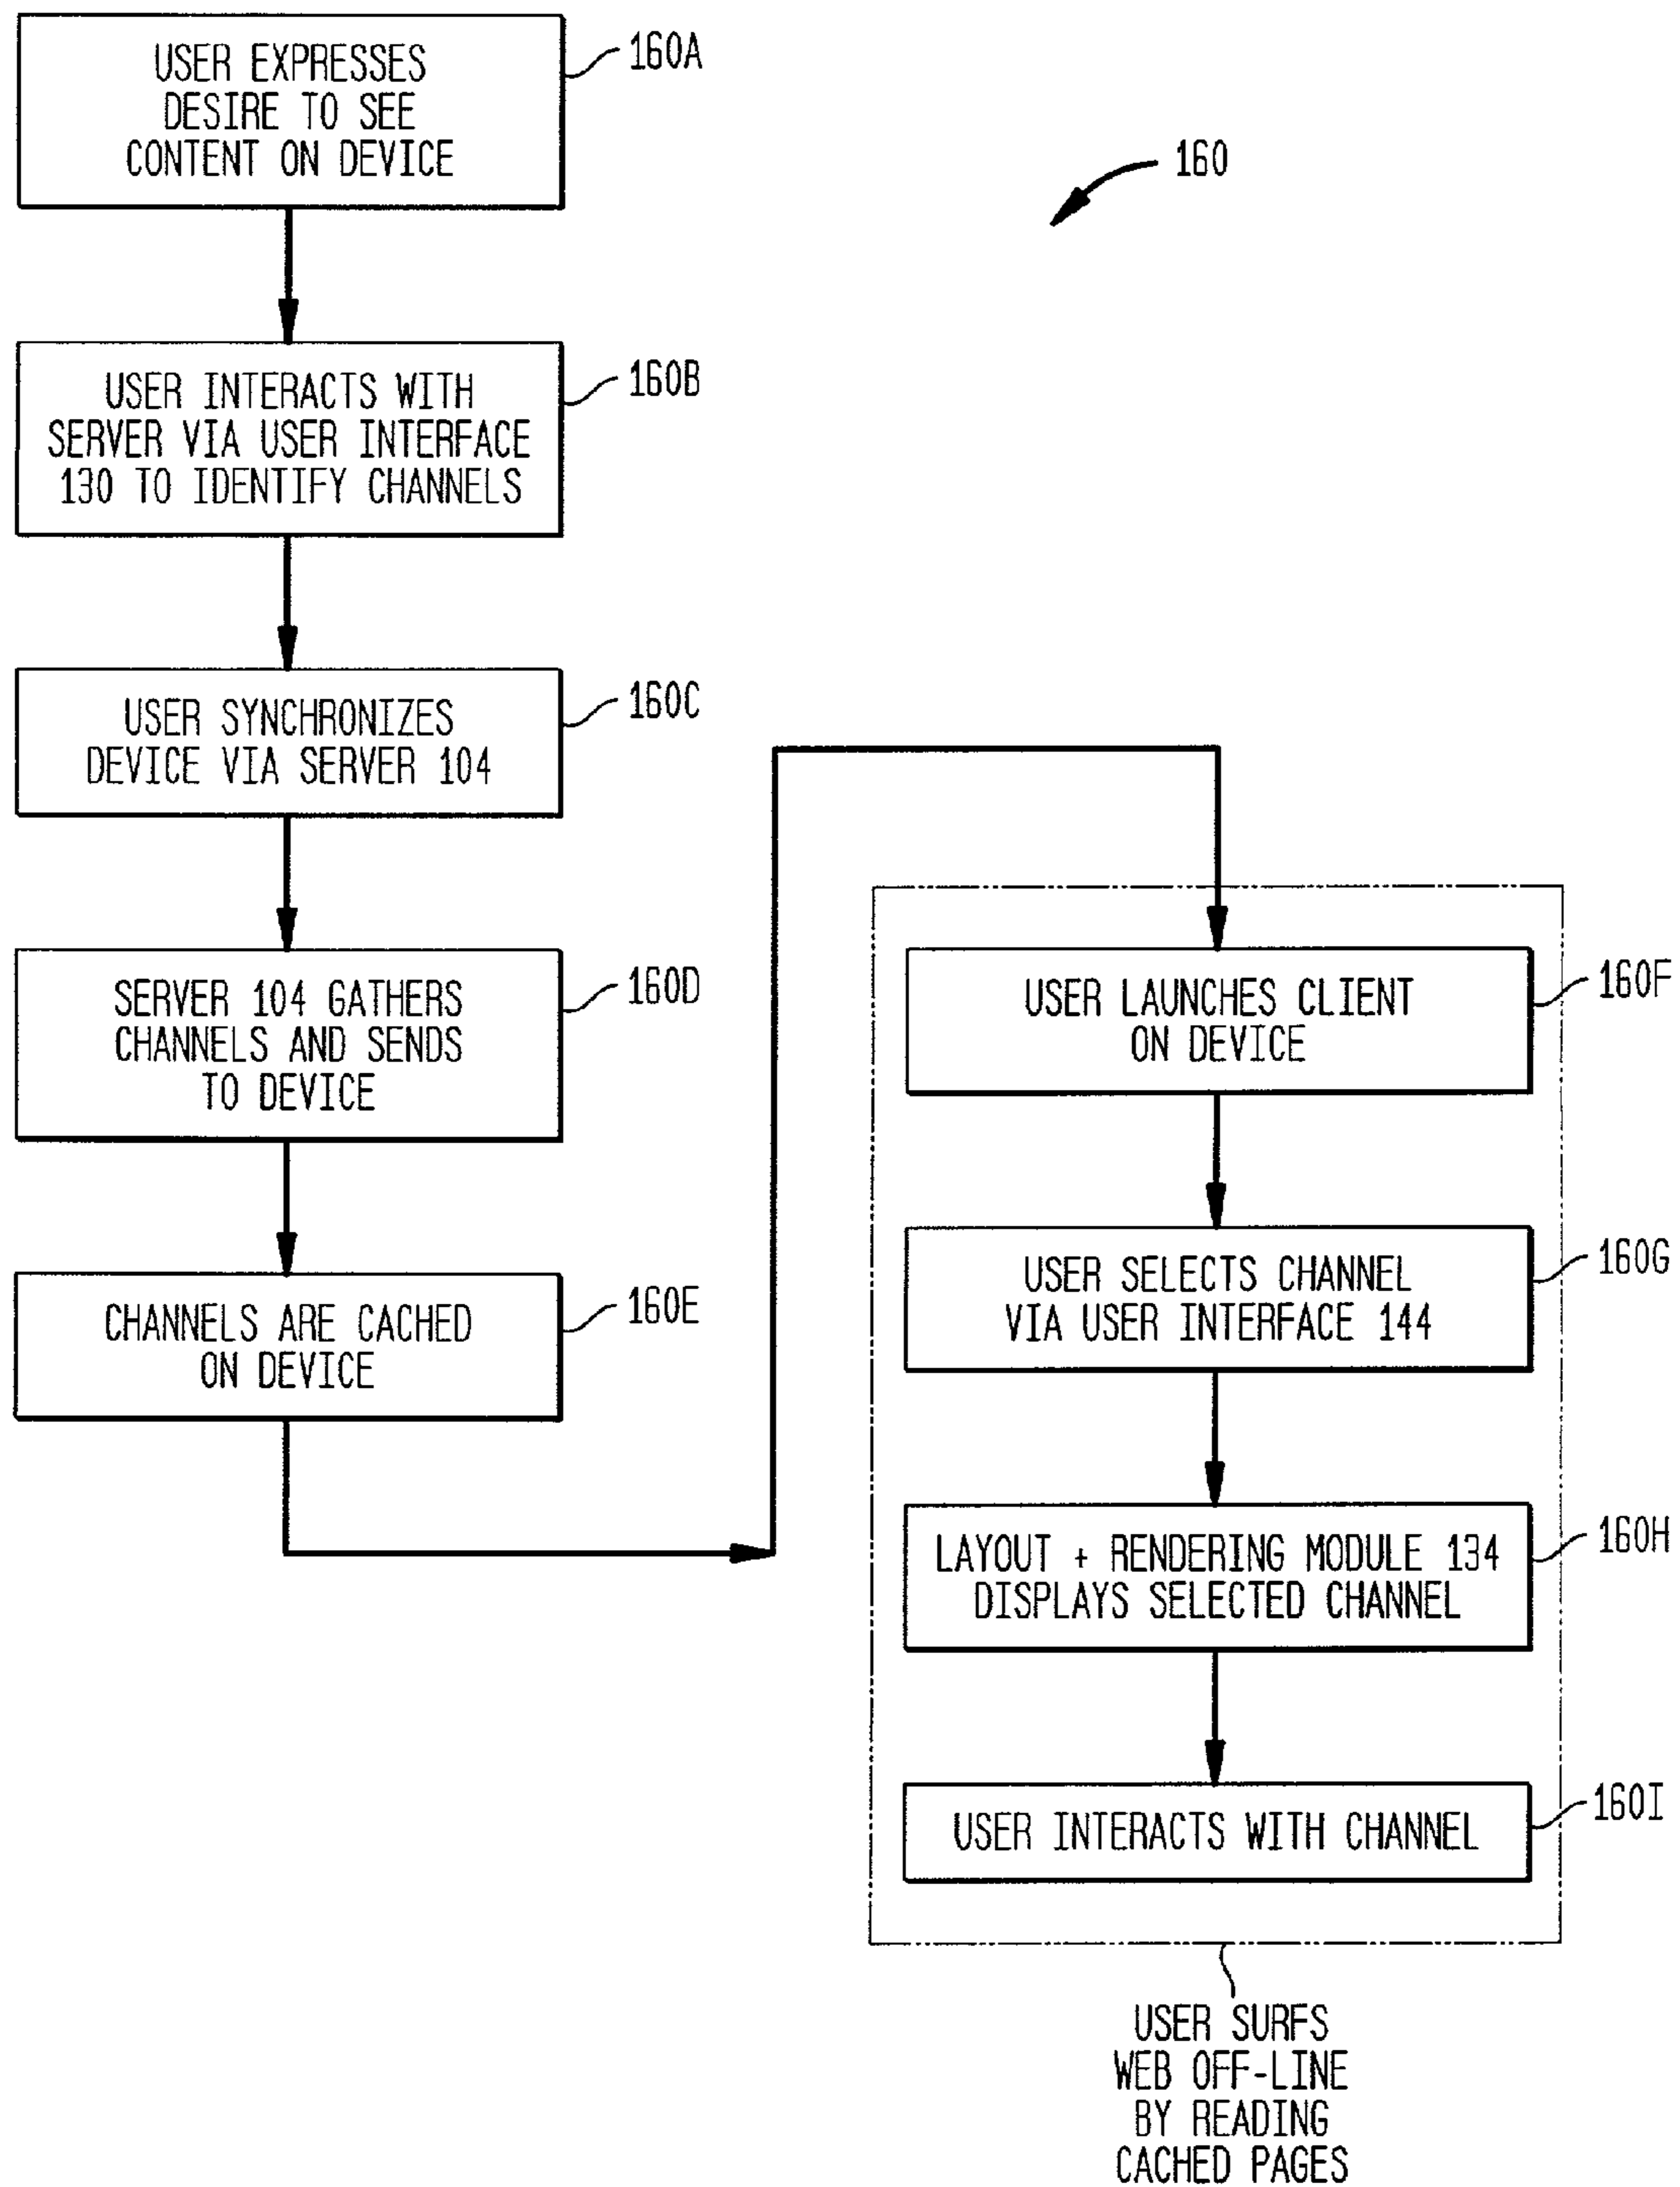 USER EXPRESSES
DESIRE TO SEE
CONTENT ON DEVICE
160A
160
USER INTERACTS WITH
SERVER VIA USER INTERFACE
130 TO IDENTIFY CHANNELS
160B
USER SYNCHRONIZES
DEVICE VIA SERVER 104
160C
SERVER 104 GATHERS
CHANNELS AND SENDS
TO DEVICE
160D
CHANNELS ARE CACHED
ON DEVICE
160E
USER LAUNCHES CLIENT
ON DEVICE
160F
USER SELECTS CHANNEL
VIA USER INTERFACE 144
160G
LAYOUT + RENDERING MODULE 134
DISPLAYS SELECTED CHANNEL
160H
USER INTERACTS WITH CHANNEL
160I
USER SURFS
WEB OFF-LINE
BY READING
CACHED PAGES